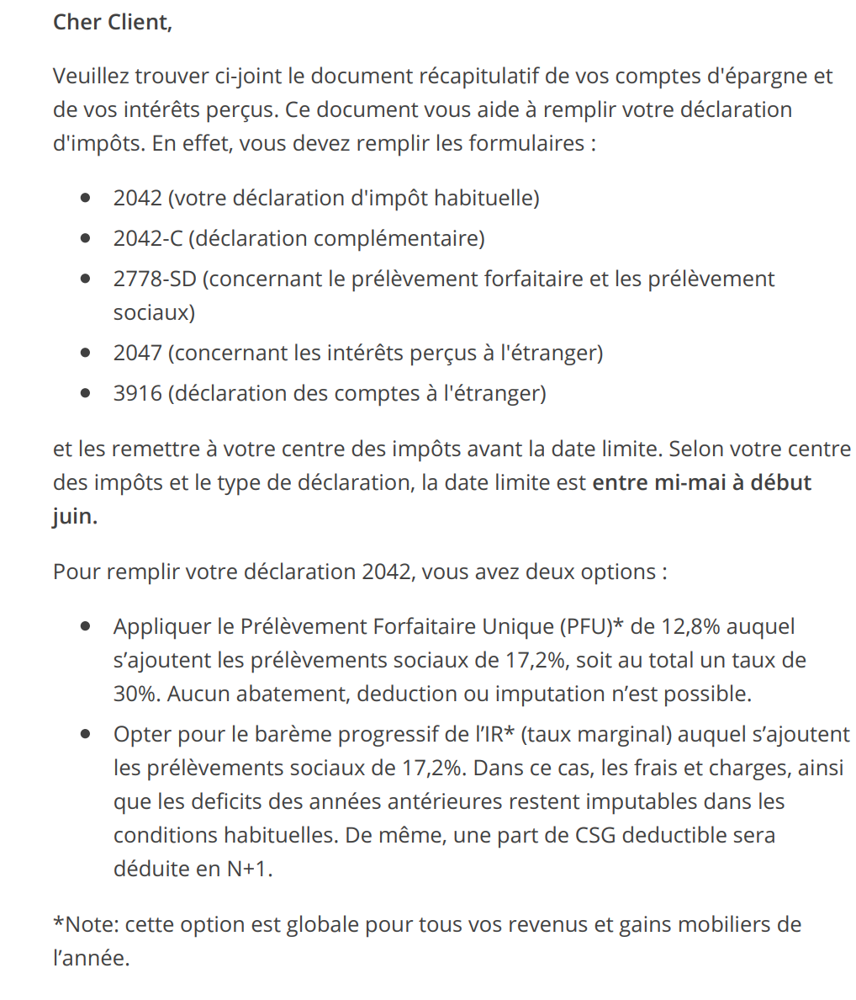 Cher Client,
Veuillez trouver ci-joint le document récapitulatif de vos comptes d'épargne et
de vos intérêts perçus. Ce document vous aide à remplir votre déclaration
d'impôts. En effet, vous devez remplir les formulaires :
• 2042 (votre déclaration d'impôt habituelle)
• 2042-C (déclaration complémentaire)
• 2778-SD (concernant le prélèvement forfaitaire et les prélèvement
sociaux)
• 2047 (concernant les intérêts perçus à l'étranger)
• 3916 (déclaration des comptes à l'étranger)
et les remettre à votre centre des impôts avant la date limite. Selon votre centre
des impôts et le type de déclaration, la date limite est entre mi-mai à début
juin.
Pour remplir votre déclaration 2042, vous avez deux options :
• Appliquer le Prélèvement Forfaitaire Unique (PFU)* de 12,8% auquel
s’ajoutent les prélèvements sociaux de 17,2%, soit au total un taux de
30%. Aucun abatement, deduction ou imputation n’est possible.
• Opter pour le barème progressif de l’IR* (taux marginal) auquel s’ajoutent
les prélèvements sociaux de 17,2%. Dans ce cas, les frais et charges, ainsi
que les deficits des années antérieures restent imputables dans les
conditions habituelles. De même, une part de CSG deductible sera
déduite en N+1.
*Note: cette option est globale pour tous vos revenus et gains mobiliers de
l’année.